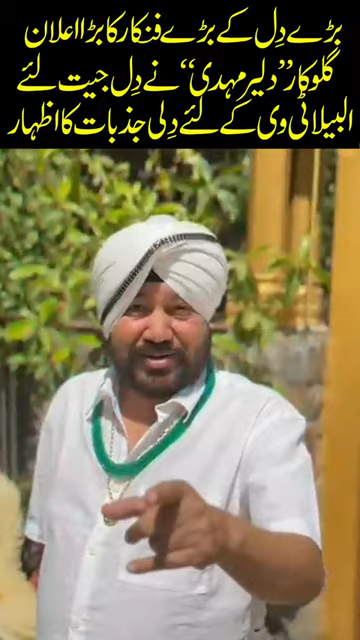 بڑے دِل کے بڑے فنکار کا بڑا اعلان
گلوکار "دلیر مہدی" نے دِل جیت لئے
البیلا ٹی وی کے لئے دِلی جذبات کا اظہار